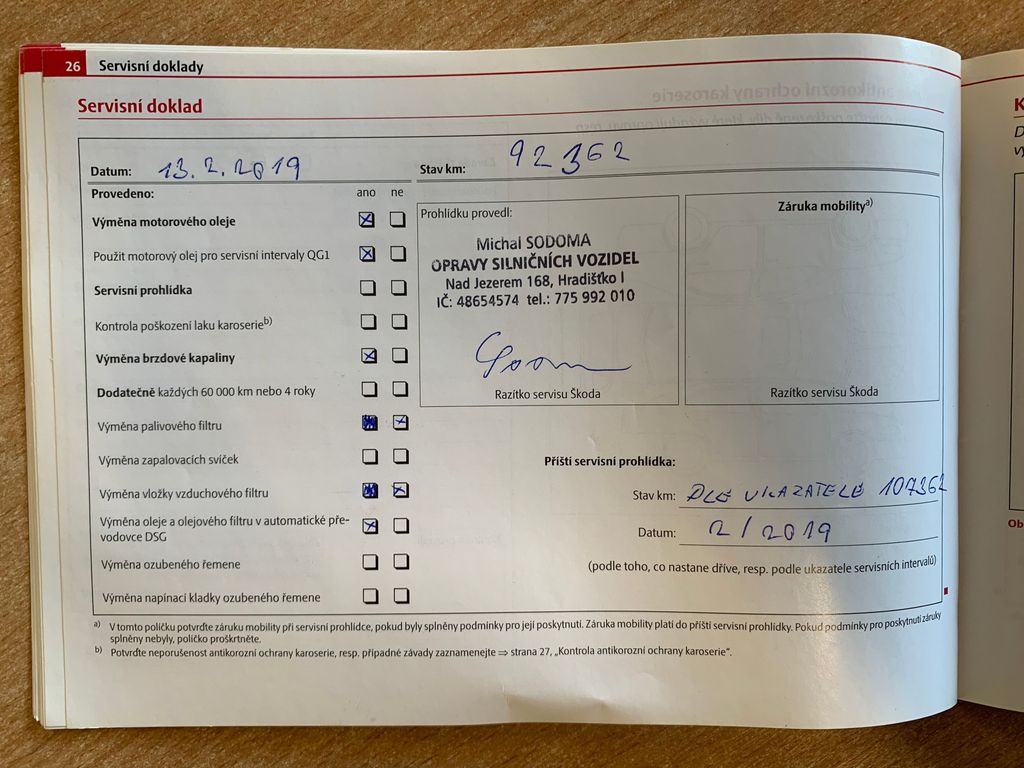 26 Servisní doklady
Servisní doklad
Datum: 13. 2. 2019
Stav km: 92362
Provedeno: ano ne
Výměna motorového oleje
Použit motorový olej pro servisní intervaly QG1
Servisní prohlídka
Kontrola poškození laku karoserie b)
Výměna brzdové kapaliny
Dodatečně každých 60 000 km nebo 4 roky
Výměna palivového filtru
Výměna zapalovacích svíček
Výměna vložky vzduchového filtru
Výměna oleje a olejového filtru v automatické pře-
vodovce DSG
Výměna ozubeného řemene
Výměna napínací kladky ozubeného řemene
Prohlídku provedl:
Michal SODOMA
OPRAVY SILNIČNÍCH VOZIDEL
Nad Jezerem 168, Hradišťko I
IČ: 48654574 tel.: 775 992 010
Razítko servisu Škoda
Záruka mobility a)
Razítko servisu Škoda
Příští servisní prohlídka:
Stav km: DLE UKAZATELE 107362
Datum: 2/2019
(podle toho, co nastane dříve, resp. podle ukazatele servisních intervalů)
a) V tomto políčku potvrďte záruku mobility při servisní prohlídce, pokud byly splněny podmínky pro její poskytnutí. Záruka mobility platí do příští servisní prohlídky. Pokud podmínky pro poskytnutí záruky
splněny nebyly, políčko proškrtněte.
b) Potvrďte neporušenost antikorozní ochrany karoserie, resp. případné závady zaznamenejte ⇒ strana 27, „Kontrola antikorozní ochrany karoserie".
K
D
Ob